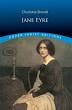 Charlotte Brontë
JANE EYRE
DOVER THRIFT EDITIONS